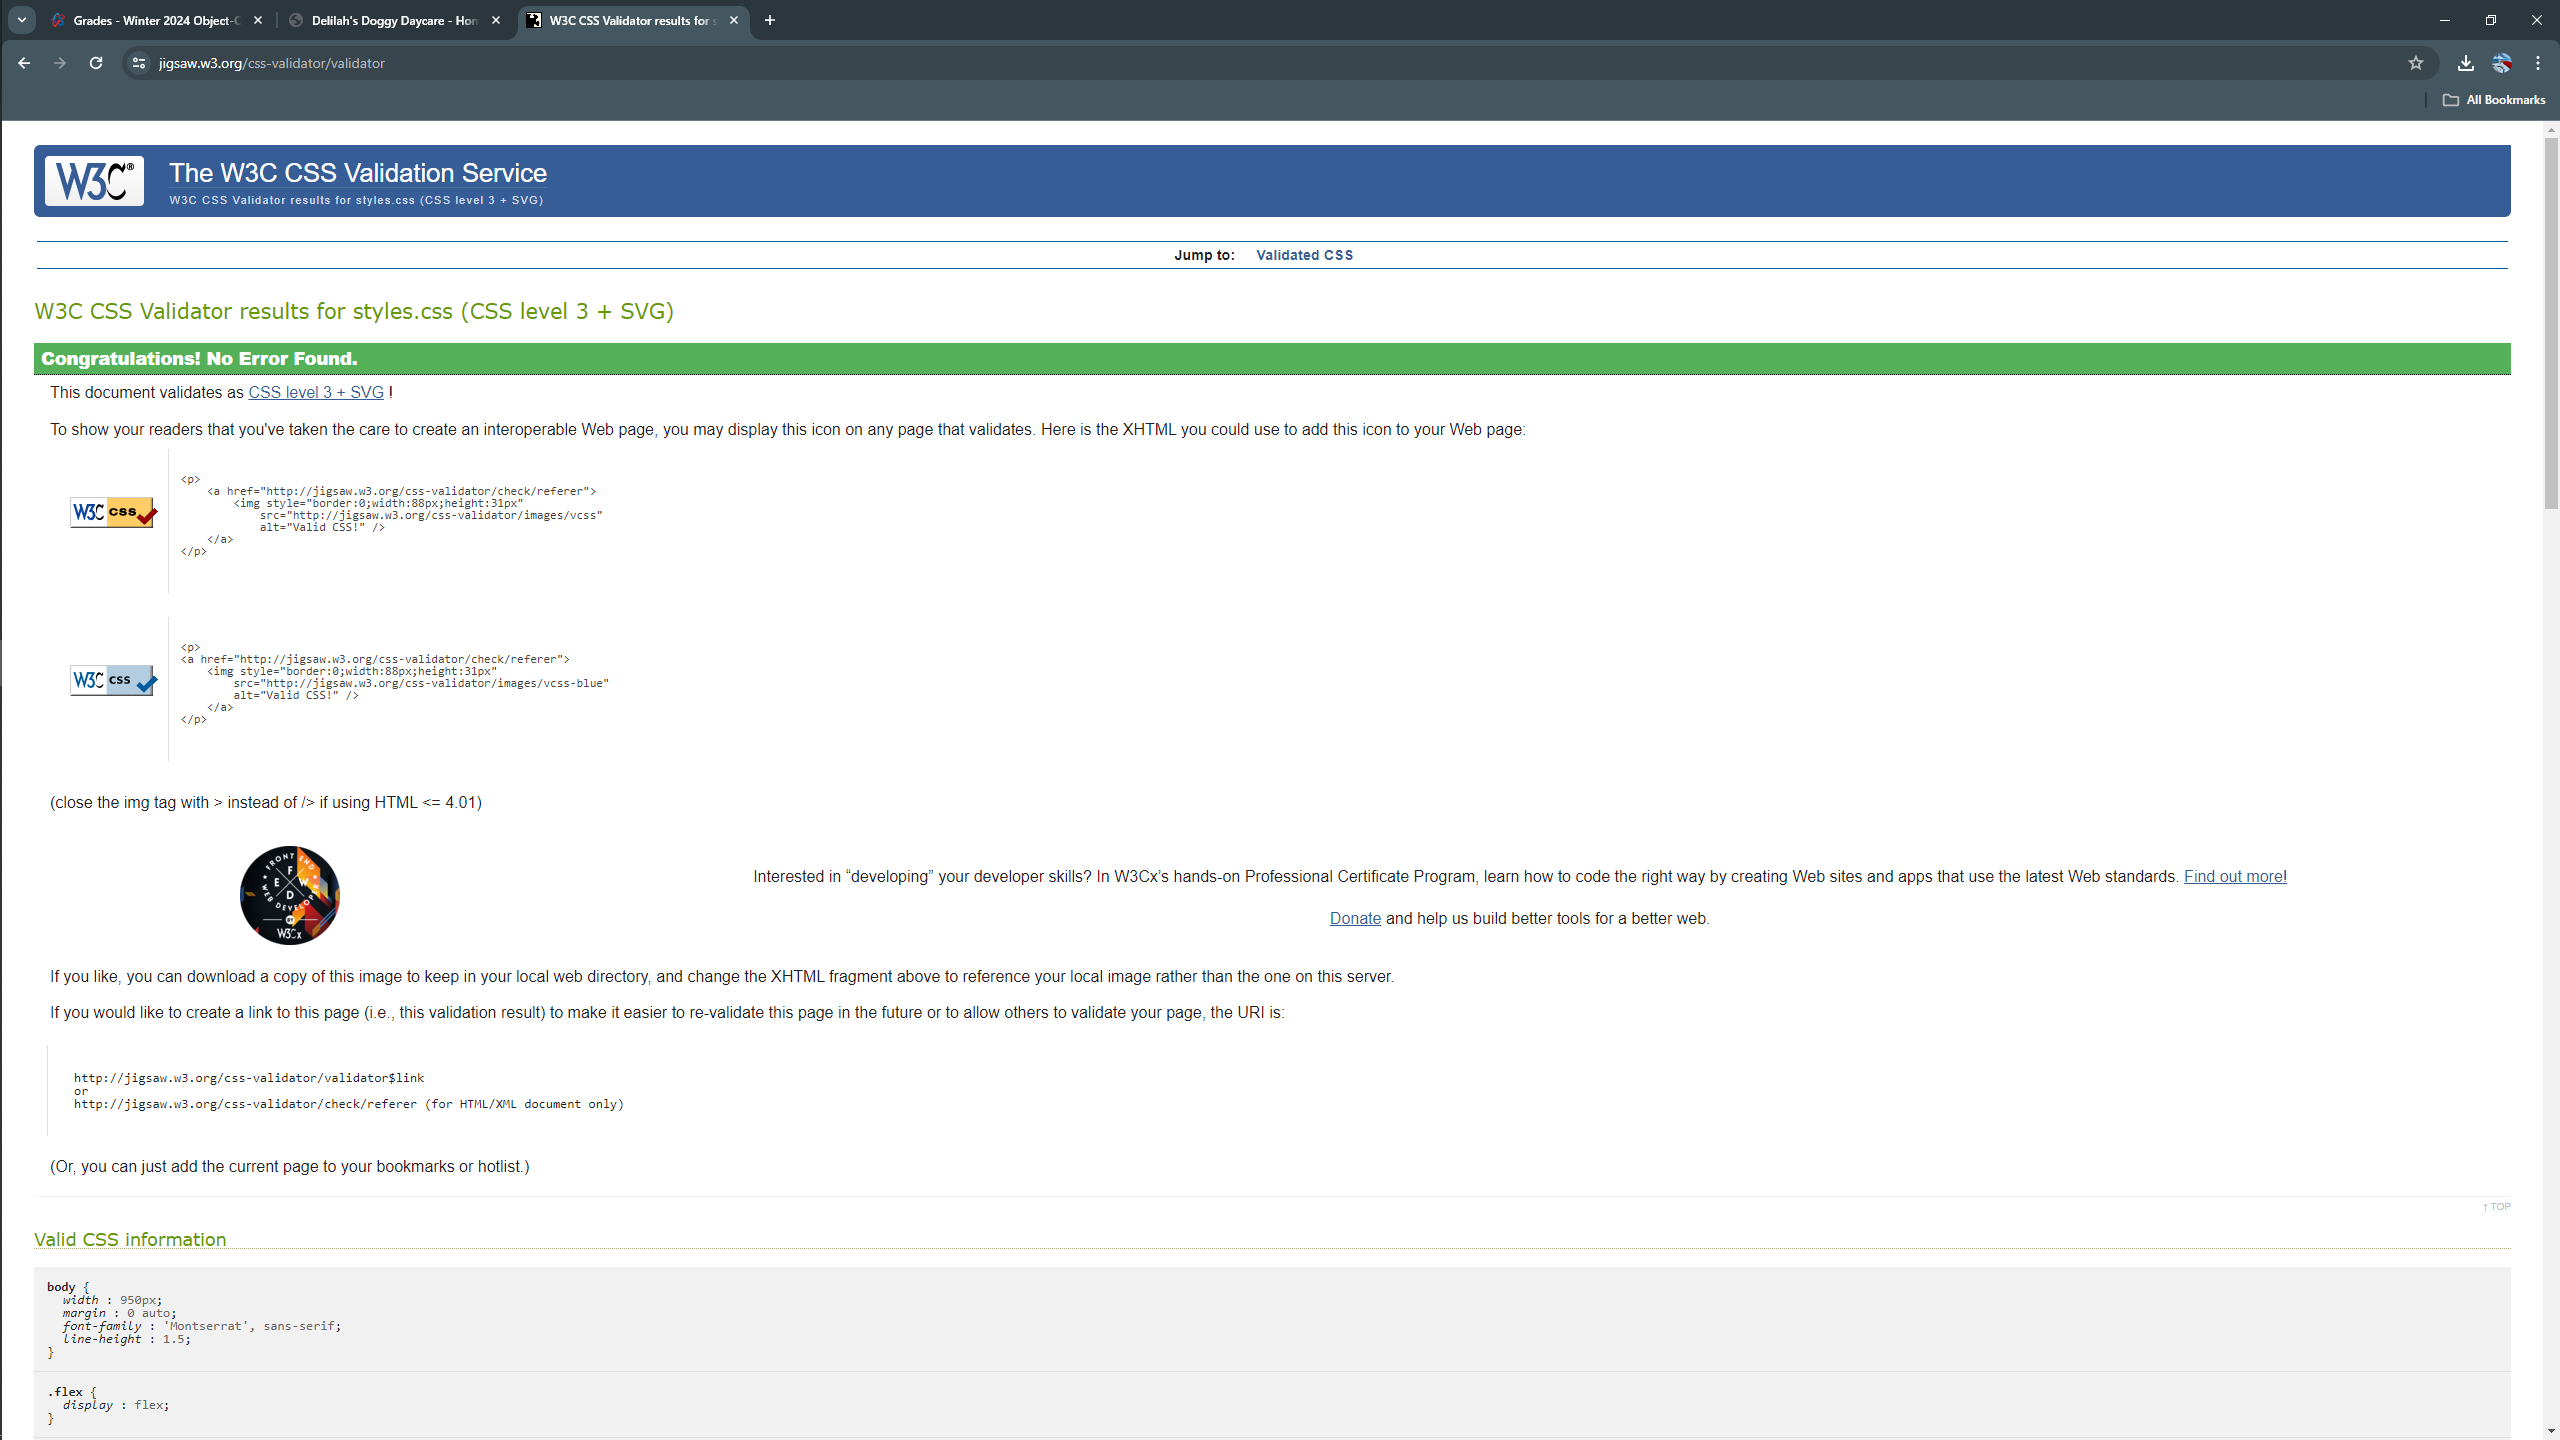 Grades - Winter 2024 Object-C
Delilah's Doggy Daycare - Hom
W3C CSS Validator results for s
jigsaw.w3.org/css-validator/validator
All Bookmarks
W3C®
The W3C CSS Validation Service
W3C CSS Validator results for styles.css (CSS level 3 + SVG)
Jump to: Validated CSS
W3C CSS Validator results for styles.css (CSS level 3 + SVG)
Congratulations! No Error Found.
This document validates as CSS level 3 + SVG !
To show your readers that you've taken the care to create an interoperable Web page, you may display this icon on any page that validates. Here is the XHTML you could use to add this icon to your Web page:
W3C css
<p>
<a href="http://jigsaw.w3.org/css-validator/check/referer">
<img style="border:0;width:88px;height:31px"
src="http://jigsaw.w3.org/css-validator/images/vcss"
alt="Valid CSS!" />
</a>
</p>
W3C css
<p>
<a href="http://jigsaw.w3.org/css-validator/check/referer">
<img style="border:0;width:88px;height:31px"
src="http://jigsaw.w3.org/css-validator/images/vcss-blue"
alt="Valid CSS!" />
</a>
</p>
(close the img tag with > instead of /> if using HTML <= 4.01)
FRONT END
F E W D
WEB DEVELOPER
BY
W3Cx
Interested in “developing” your developer skills? In W3Cx’s hands-on Professional Certificate Program, learn how to code the right way by creating Web sites and apps that use the latest Web standards. Find out more!
Donate and help us build better tools for a better web.
If you like, you can download a copy of this image to keep in your local web directory, and change the XHTML fragment above to reference your local image rather than the one on this server.
If you would like to create a link to this page (i.e., this validation result) to make it easier to re-validate this page in the future or to allow others to validate your page, the URI is:
http://jigsaw.w3.org/css-validator/validator$link
or
http://jigsaw.w3.org/css-validator/check/referer (for HTML/XML document only)
(Or, you can just add the current page to your bookmarks or hotlist.)
↑ TOP
Valid CSS information
body {
width : 950px;
margin : 0 auto;
font-family : 'Montserrat', sans-serif;
line-height : 1.5;
}
.flex {
display : flex;
}